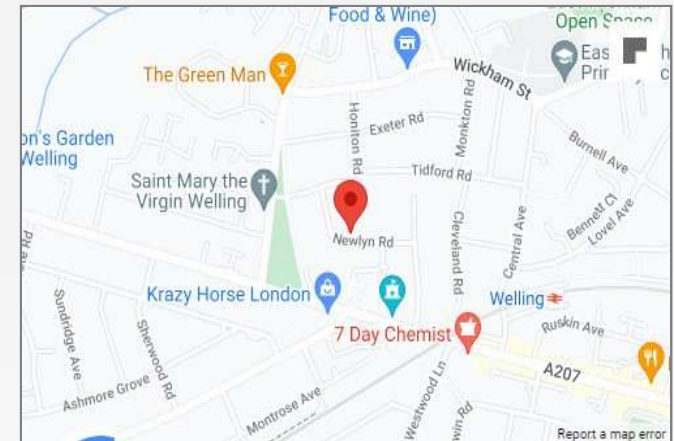 Food & Wine)
Open Space
The Green Man
Wickham St
Honiton Rd
Monkton Rd
Exeter Rd
Burnell Ave
on's Garden
Welling
Saint Mary the
Virgin Welling
Tidford Rd
Bennett Cl
Lovel Ave
Central Ave
Cleveland Rd
Newlyn Rd
Krazy Horse London
Welling
7 Day Chemist
Ruskin Ave
Sundridge Ave
Sherwood Rd
A207
Ashmore Grove
Westwood Ln
Montrose Ave
win Rd
Report a map error